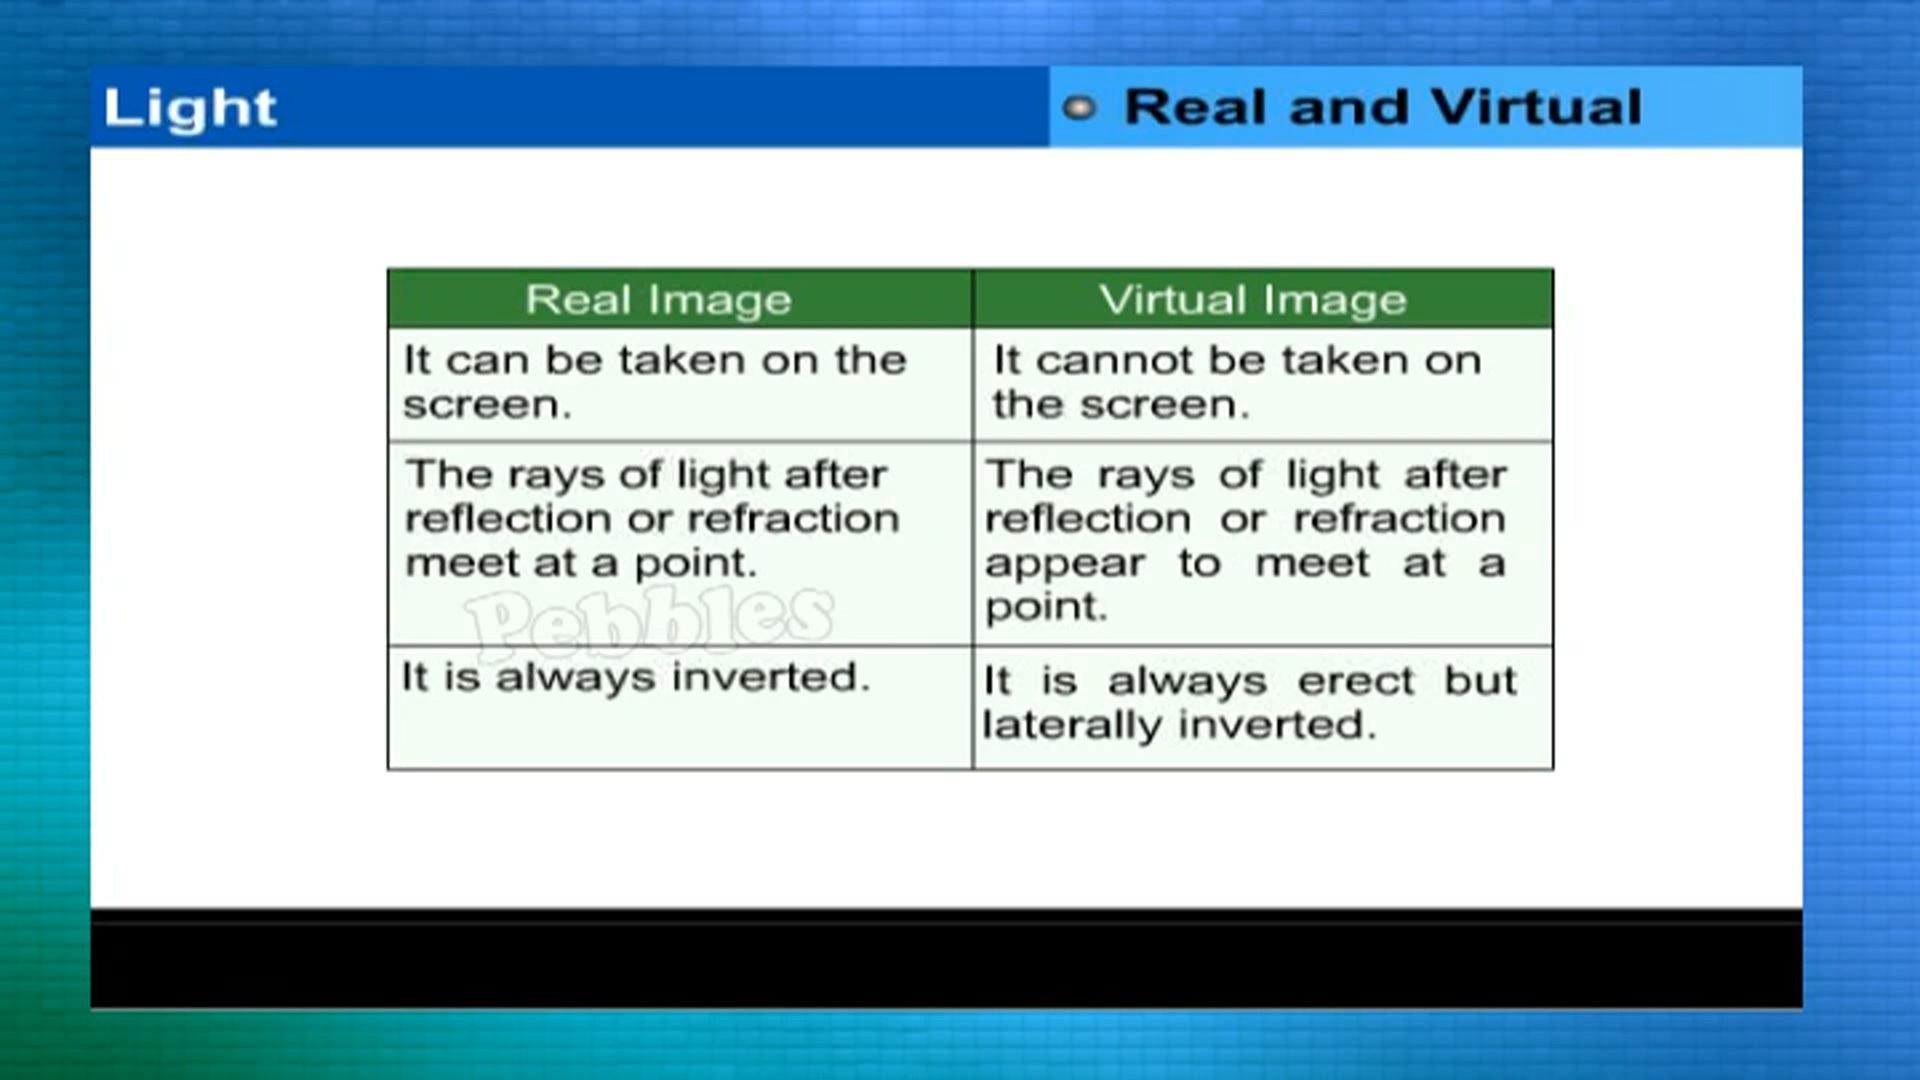 Light
Real and Virtual
Real Image
Virtual Image
It can be taken on the
screen.
It cannot be taken on
the screen.
The rays of light after
reflection or refraction
meet at a point.
The rays of light after
reflection or refraction
appear to meet at a
point.
Pebbles
It is always inverted.
It is always erect but
laterally inverted.